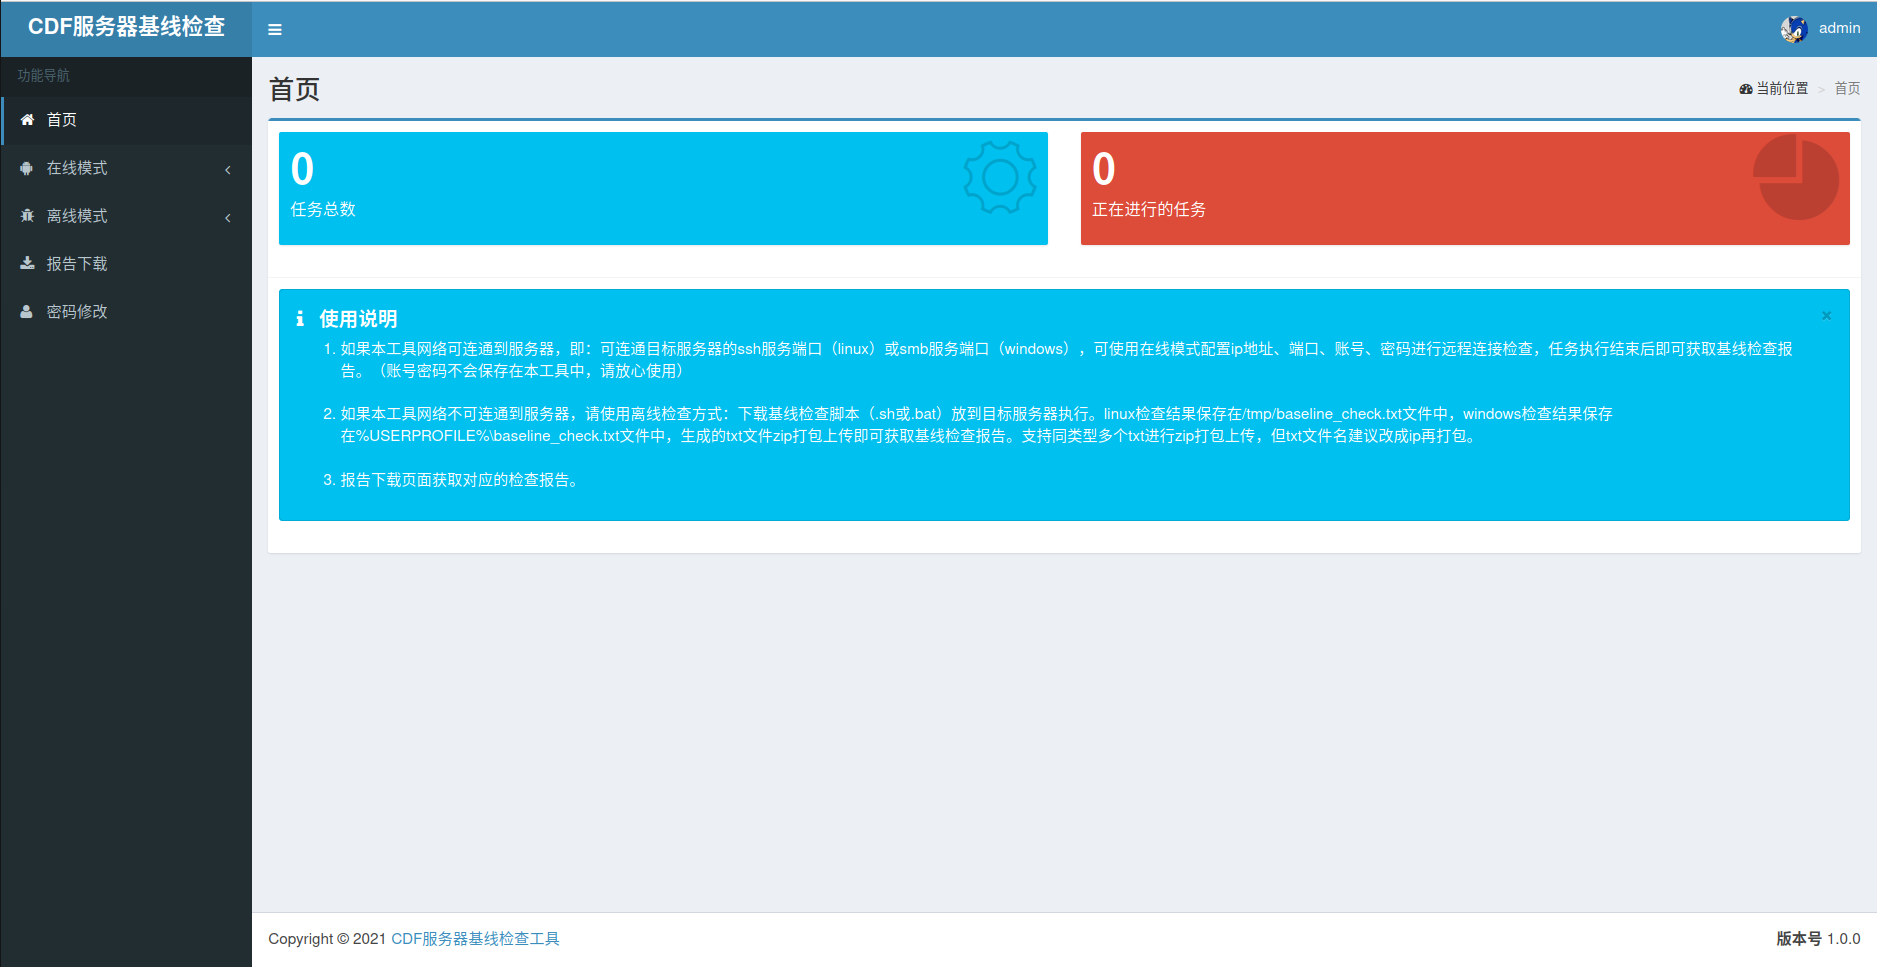 CDF服务器基线检查
admin
功能导航
首页
在线模式
离线模式
报告下载
密码修改
首页
当前位置 > 首页
0
任务总数
0
正在进行的任务
使用说明
×
1. 如果本工具网络可连通到服务器，即：可连通目标服务器的ssh服务端口（linux）或smb服务端口（windows），可使用在线模式配置ip地址、端口、账号、密码进行远程连接检查，任务执行结束后即可获取基线检查报
告。（账号密码不会保存在本工具中，请放心使用）
2. 如果本工具网络不可连通到服务器，请使用离线检查方式：下载基线检查脚本（.sh或.bat）放到目标服务器执行。linux检查结果保存在/tmp/baseline_check.txt文件中，windows检查结果保存
在%USERPROFILE%\baseline_check.txt文件中，生成的txt文件zip打包上传即可获取基线检查报告。支持同类型多个txt进行zip打包上传，但txt文件名建议改成ip再打包。
3. 报告下载页面获取对应的检查报告。
Copyright © 2021 CDF服务器基线检查工具
版本号 1.0.0